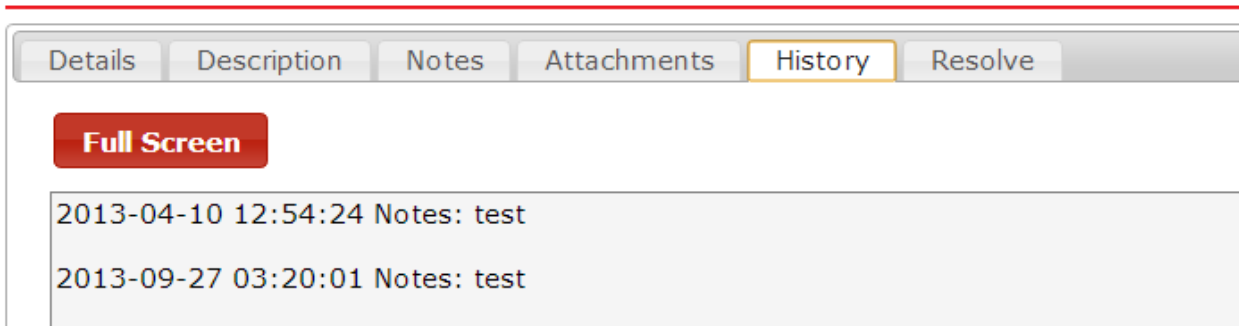 Details Description Notes Attachments History Resolve
Full Screen
2013-04-10 12:54:24 Notes: test
2013-09-27 03:20:01 Notes: test